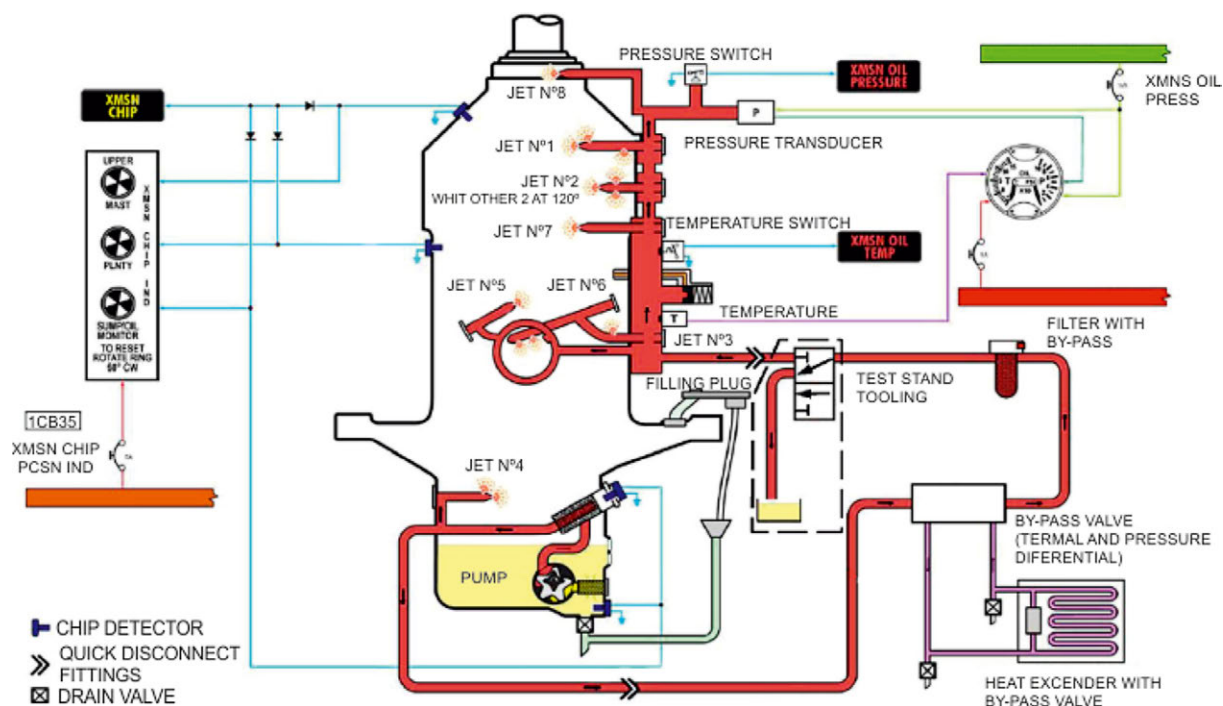 PRESSURE SWITCH
XMSN OIL
PRESSURE
XMNS OIL
PRESS
JET Nº8
XMSN
CHIP
P
PRESSURE TRANSDUCER
JET Nº1
UPPER
MAST
XMSN CHIP IND
PLNTY
SUMP/OIL
MONITOR
TO RESET
ROTATE RING
60° CW
JET Nº2
WHIT OTHER 2 AT 120º
OIL
T
P
TEMPERATURE SWITCH
JET Nº7
XMSN OIL
TEMP
JET Nº5
JET Nº6
T
TEMPERATURE
JET Nº3
FILTER WITH
BY-PASS
TEST STAND
TOOLING
FILLING PLUG
1CB35
XMSN CHIP
PCSN IND
JET Nº4
PUMP
BY-PASS VALVE
(TERMAL AND PRESSURE
DIFERENTIAL)
CHIP DETECTOR
QUICK DISCONNECT
FITTINGS
DRAIN VALVE
HEAT EXCENDER WITH
BY-PASS VALVE